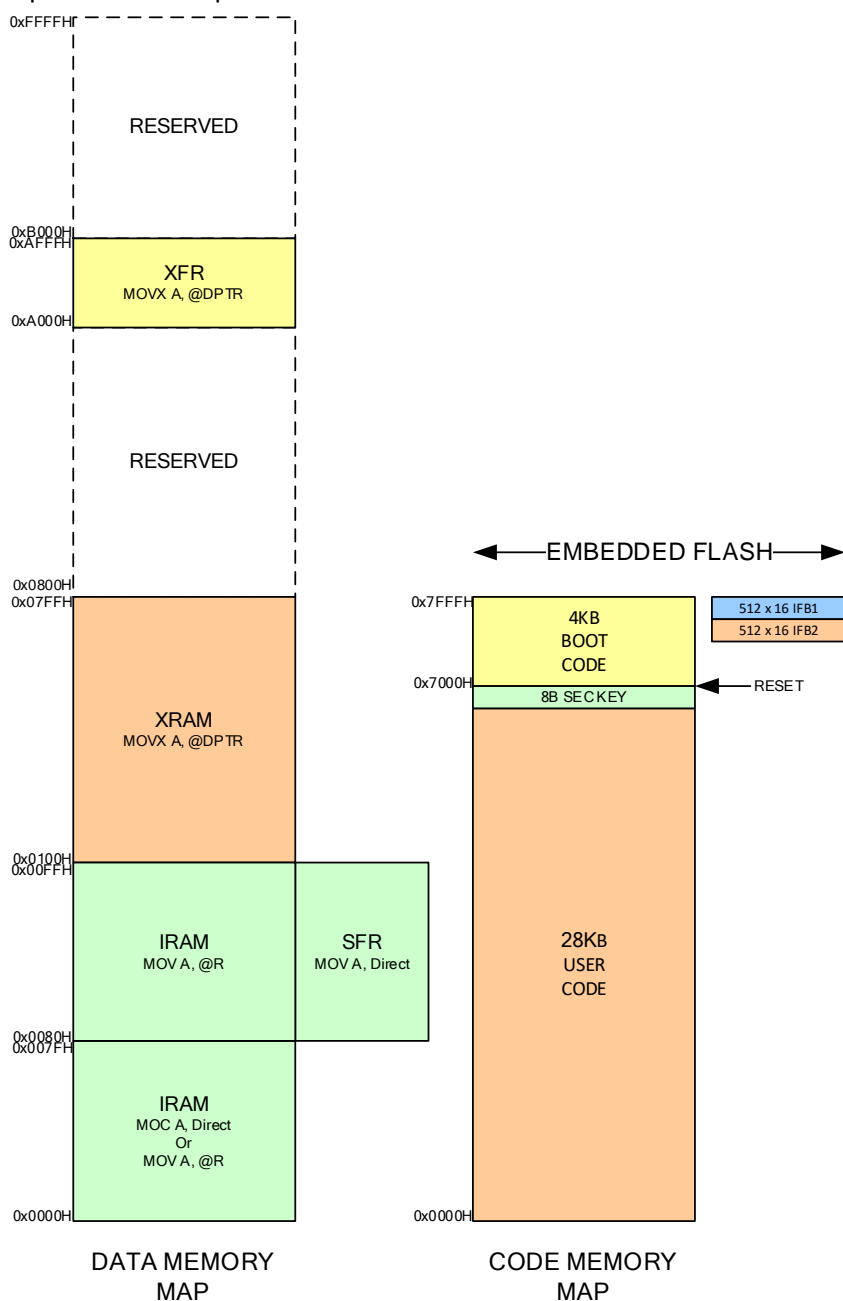 0xFFFFH
RESERVED
0xB000H
0xAFFFH
XFR
MOVX A, @DPTR
0xA000H
RESERVED
0x0800H
0x07FFH
XRAM
MOVX A, @DPTR
0x0100H
0x00FFH
IRAM
MOV A, @R
SFR
MOV A, Direct
0x0080H
0x007FH
IRAM
MOC A, Direct
Or
MOV A, @R
0x0000H
DATA MEMORY
MAP
EMBEDDED FLASH
0x7FFFH
4KB
BOOT
CODE
512 x 16 IFB1
512 x 16 IFB2
0x7000H
RESET
8B SECKEY
28KB
USER
CODE
0x0000H
CODE MEMORY
MAP